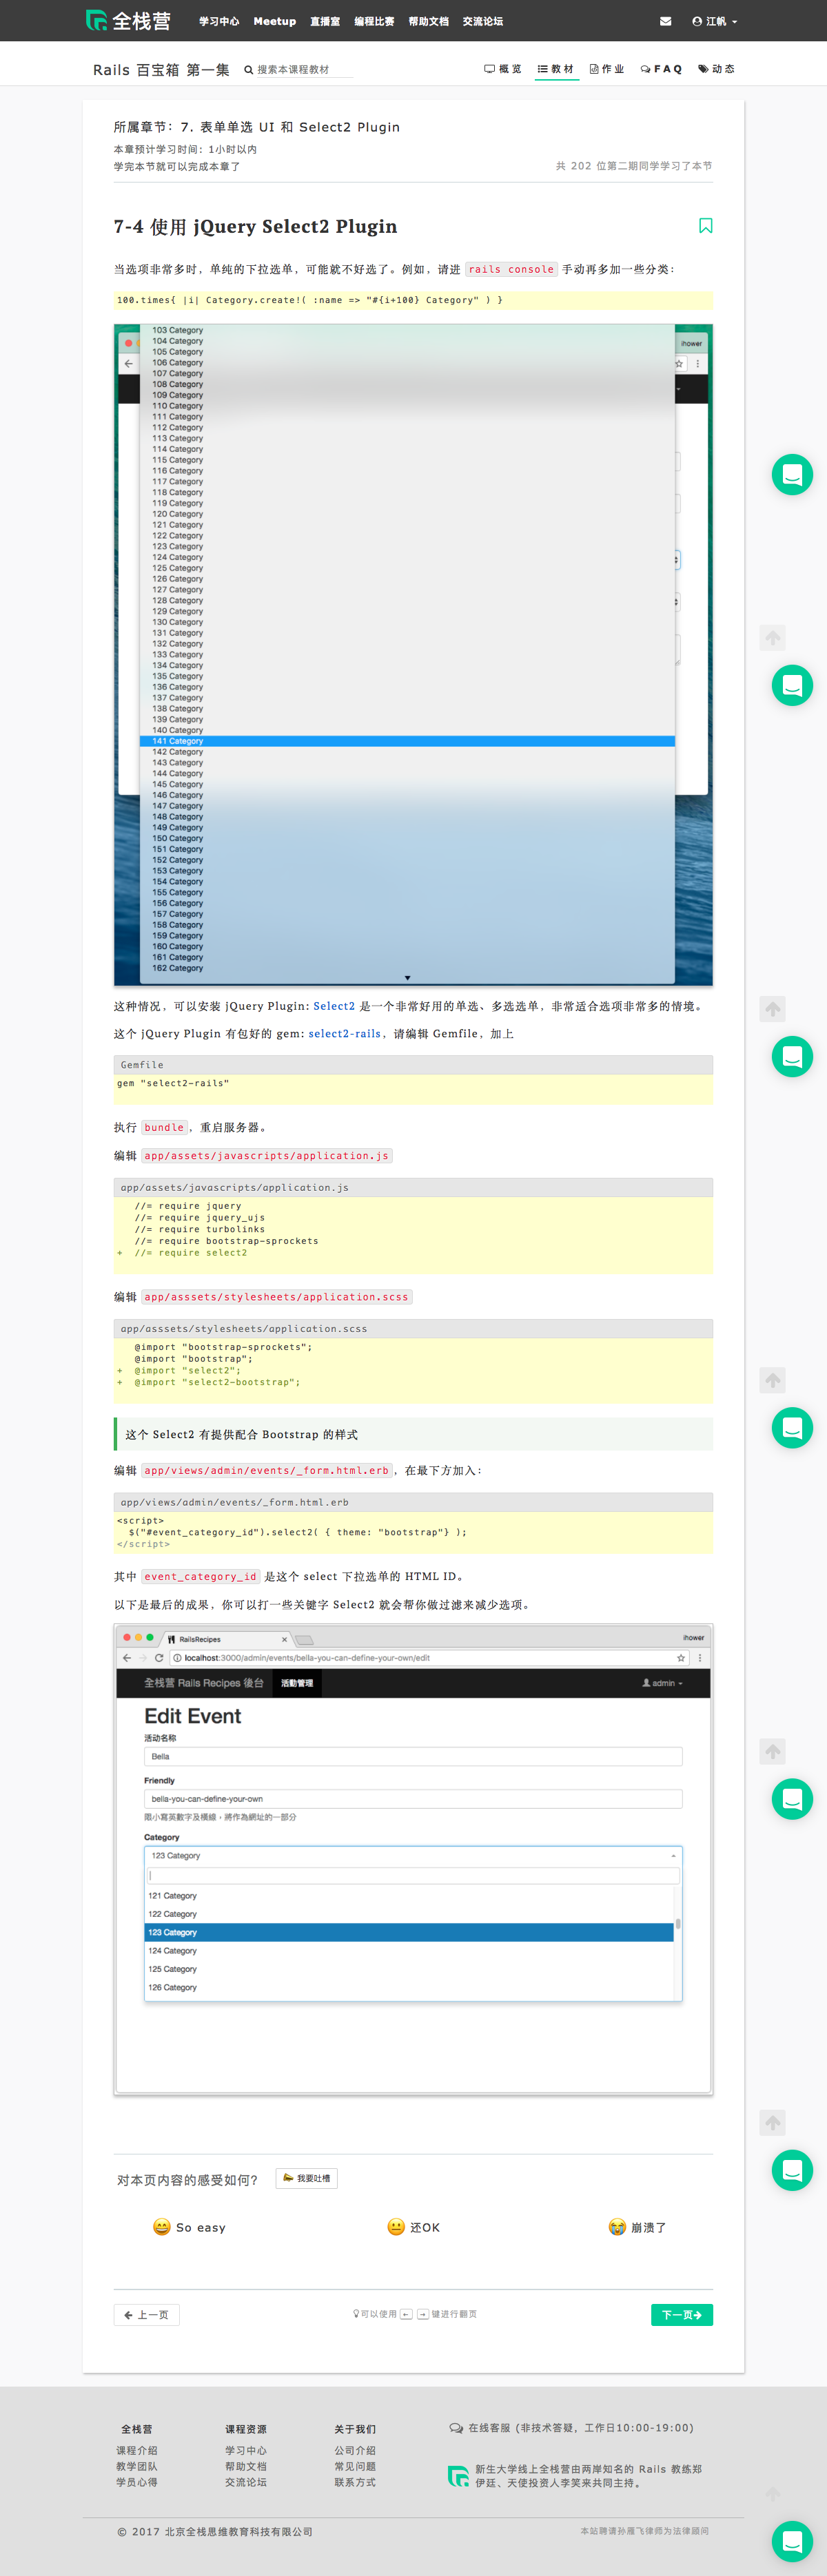 全栈营
学习中心 Meetup 直播室 编程比赛 帮助文档 交流论坛
江帆
Rails 百宝箱 第一集 搜索本课程教材 概览 教材 作业 FAQ 动态
所属章节：7. 表单单选 UI 和 Select2 Plugin
本章预计学习时间：1小时以内
学完本节就可以完成本章了 共 202 位第二期同学学习了本节
7-4 使用 jQuery Select2 Plugin
当选项非常多时，单纯的下拉选单，可能就不好选了。例如，请进 rails console 手动再多加一些分类：
100.times{ |i| Category.create!( :name => "#{i+100} Category" ) }
103 Category
104 Category
ihower
105 Category
106 Category
107 Category
108 Category
109 Category
110 Category
111 Category
112 Category
113 Category
114 Category
115 Category
116 Category
117 Category
118 Category
119 Category
120 Category
121 Category
122 Category
123 Category
124 Category
125 Category
126 Category
127 Category
128 Category
129 Category
130 Category
131 Category
132 Category
133 Category
134 Category
135 Category
136 Category
137 Category
138 Category
139 Category
140 Category
141 Category
142 Category
143 Category
144 Category
145 Category
146 Category
147 Category
148 Category
149 Category
150 Category
151 Category
152 Category
153 Category
154 Category
155 Category
156 Category
157 Category
158 Category
159 Category
160 Category
161 Category
162 Category
这种情况，可以安装 jQuery Plugin: Select2 是一个非常好用的单选、多选选单，非常适合选项非常多的情境。
这个 jQuery Plugin 有包好的 gem: select2-rails，请编辑 Gemfile，加上
Gemfile
gem "select2-rails"
执行 bundle，重启服务器。
编辑 app/assets/javascripts/application.js
app/assets/javascripts/application.js
//= require jquery
//= require jquery_ujs
//= require turbolinks
//= require bootstrap-sprockets
+ //= require select2
编辑 app/asssets/stylesheets/application.scss
app/asssets/stylesheets/application.scss
@import "bootstrap-sprockets";
@import "bootstrap";
+ @import "select2";
+ @import "select2-bootstrap";
这个 Select2 有提供配合 Bootstrap 的样式
编辑 app/views/admin/events/_form.html.erb，在最下方加入：
app/views/admin/events/_form.html.erb
<script>
$("#event_category_id").select2( { theme: "bootstrap"} );
</script>
其中 event_category_id 是这个 select 下拉选单的 HTML ID。
以下是最后的成果，你可以打一些关键字 Select2 就会帮你做过滤来减少选项。
RailsRecipes ihower
localhost:3000/admin/events/bella-you-can-define-your-own/edit
全栈营 Rails Recipes 後台 活動管理 admin
Edit Event
活动名称
Bella
Friendly
bella-you-can-define-your-own
限小寫英數字及橫線，將作為網址的一部分
Category
123 Category
121 Category
122 Category
123 Category
124 Category
125 Category
126 Category
对本页内容的感受如何？ 我要吐槽
So easy 还OK 崩溃了
上一页 可以使用 ← → 键进行翻页 下一页
全栈营 课程资源 关于我们 在线客服 (非技术答疑，工作日10:00-19:00)
课程介绍 学习中心 公司介绍
教学团队 帮助文档 常见问题
学员心得 交流论坛 联系方式
新生大学线上全栈营由两岸知名的 Rails 教练郑
伊廷、天使投资人李笑来共同主持。
© 2017 北京全栈思维教育科技有限公司 本站聘请孙雁飞律师为法律顾问